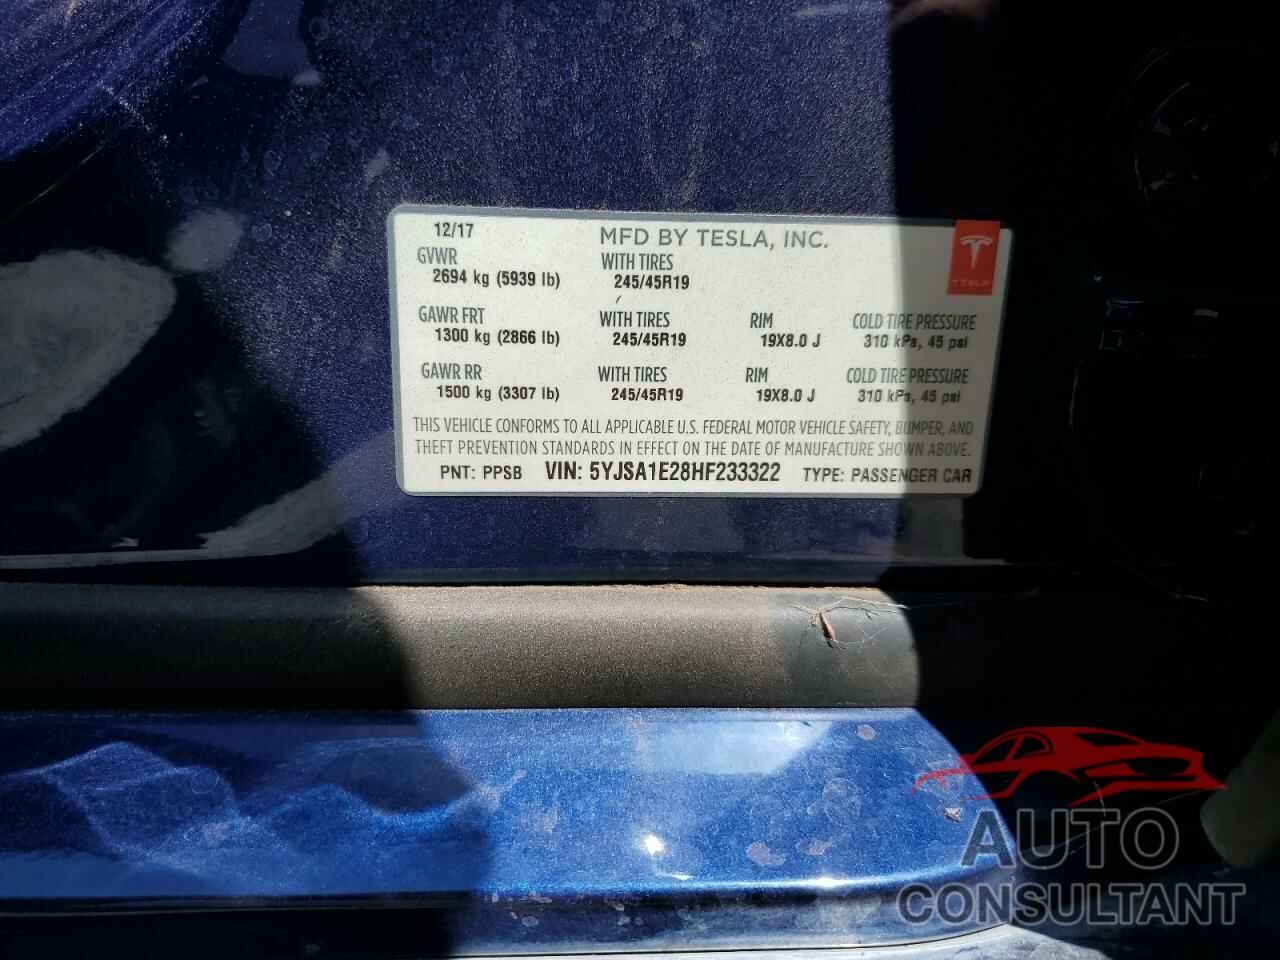 12/17 MFD BY TESLA, INC.
GVWR WITH TIRES
2694 kg (5939 lb) 245/45R19
TESLA
GAWR FRT WITH TIRES RIM COLD TIRE PRESSURE
1300 kg (2866 lb) 245/45R19 19X8.0 J 310 kPa, 45 psi
GAWR RR WITH TIRES RIM COLD TIRE PRESSURE
1500 kg (3307 lb) 245/45R19 19X8.0 J 310 kPa, 45 psi
THIS VEHICLE CONFORMS TO ALL APPLICABLE U.S. FEDERAL MOTOR VEHICLE SAFETY, BUMPER, AND
THEFT PREVENTION STANDARDS IN EFFECT ON THE DATE OF MANUFACTURE SHOWN ABOVE.
PNT: PPSB VIN: 5YJSA1E28HF233322 TYPE: PASSENGER CAR
AUTO
CONSULTANT